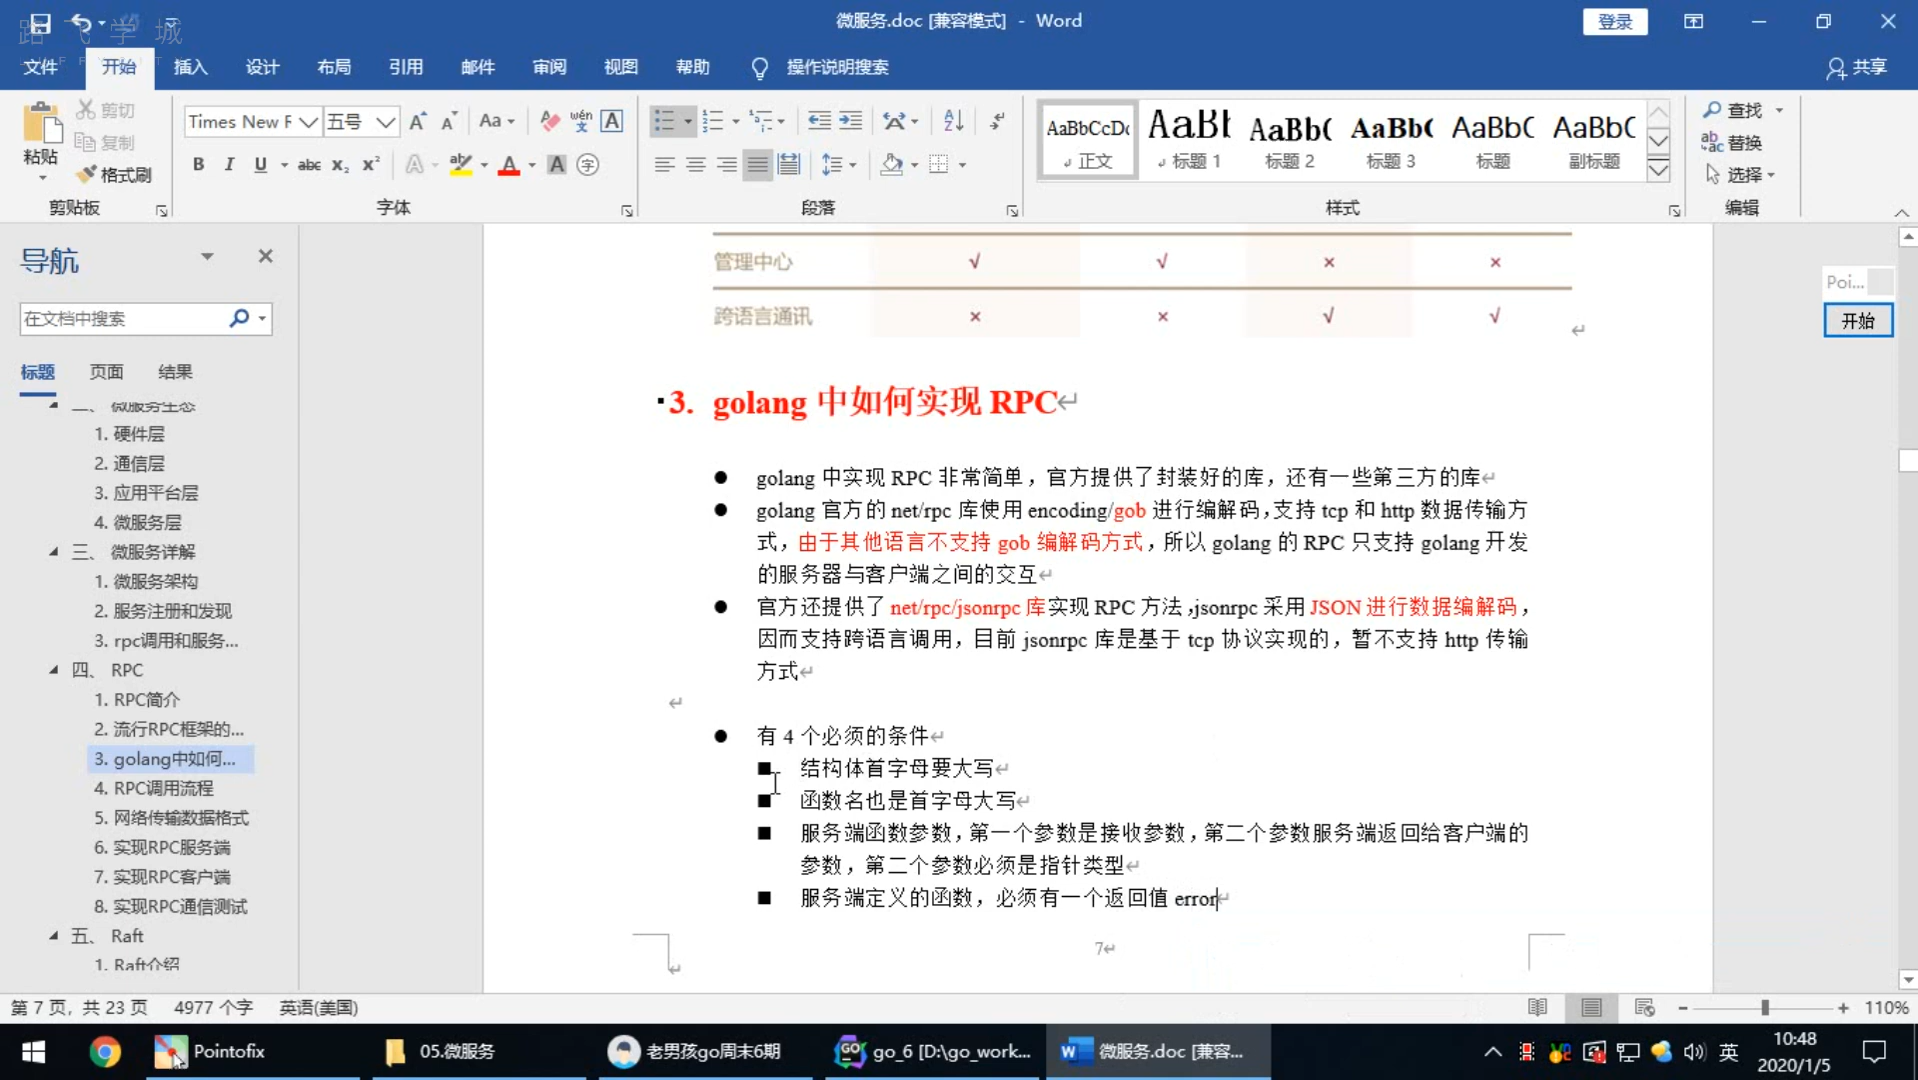 微服务.doc [兼容模式] - Word
登录
路飞学城
文件 开始 插入 设计 布局 引用 邮件 审阅 视图 帮助 操作说明搜索 共享
粘贴 剪切
复制
格式刷
剪贴板
Times New F 五号
字体
段落
AaBbCcDc AaBb AaBbC AaBbC AaBbC AaBbC
正文 标题 1 标题 2 标题 3 标题 副标题
样式
查找
替换
选择
编辑
导航
在文档中搜索
标题 页面 结果
二、 微服务生态
1. 硬件层
2. 通信层
3. 应用平台层
4. 微服务层
三、 微服务详解
1. 微服务架构
2. 服务注册和发现
3. rpc调用和服务...
四、 RPC
1. RPC简介
2. 流行RPC框架的...
3. golang中如何...
4. RPC调用流程
5. 网络传输数据格式
6. 实现RPC服务端
7. 实现RPC客户端
8. 实现RPC通信测试
五、 Raft
1. Raft介绍
管理中心 √ √ × ×
跨语言通讯 × × √ √
3. golang 中如何实现 RPC
● golang 中实现 RPC 非常简单，官方提供了封装好的库，还有一些第三方的库
● golang 官方的 net/rpc 库使用 encoding/gob 进行编解码，支持 tcp 和 http 数据传输方
式，由于其他语言不支持 gob 编解码方式，所以 golang 的 RPC 只支持 golang 开发
的服务器与客户端之间的交互
● 官方还提供了 net/rpc/jsonrpc 库实现 RPC 方法，jsonrpc 采用 JSON 进行数据编解码，
因而支持跨语言调用，目前 jsonrpc 库是基于 tcp 协议实现的，暂不支持 http 传输
方式
● 有 4 个必须的条件
■ 结构体首字母要大写
■ 函数名也是首字母大写
■ 服务端函数参数，第一个参数是接收参数，第二个参数服务端返回给客户端的
参数，第二个参数必须是指针类型
■ 服务端定义的函数，必须有一个返回值 error
7
Poi...
开始
第 7 页，共 23 页 4977 个字 英语(美国) 110%
Pointofix 05.微服务 老男孩go周末6期 go_6 [D:\go_work... 微服务.doc [兼容... 英
10:48
2020/1/5